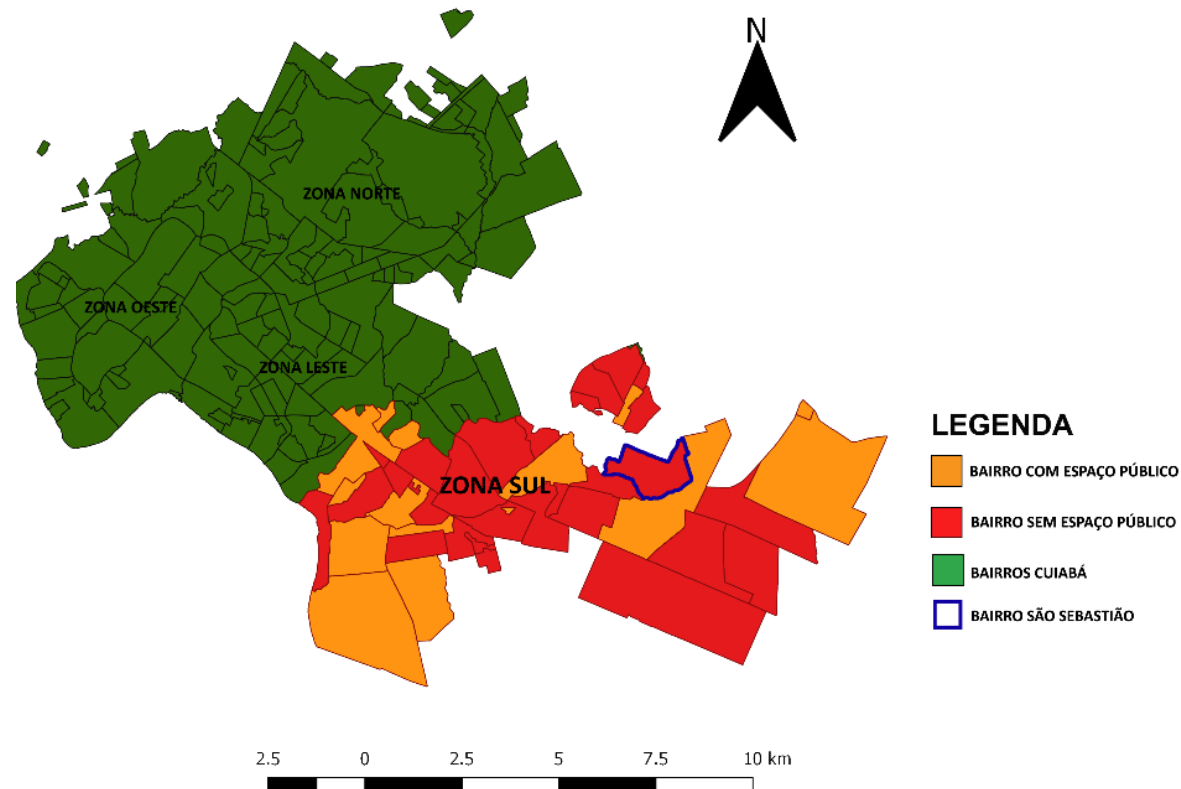 N
ZONA NORTE
ZONA OESTE
ZONA LESTE
ZONA SUL
LEGENDA
BAIRRO COM ESPAÇO PÚBLICO
BAIRRO SEM ESPAÇO PÚBLICO
BAIRROS CUIABÁ
BAIRRO SÃO SEBASTIÃO
2.5 0 2.5 5 7.5 10 km